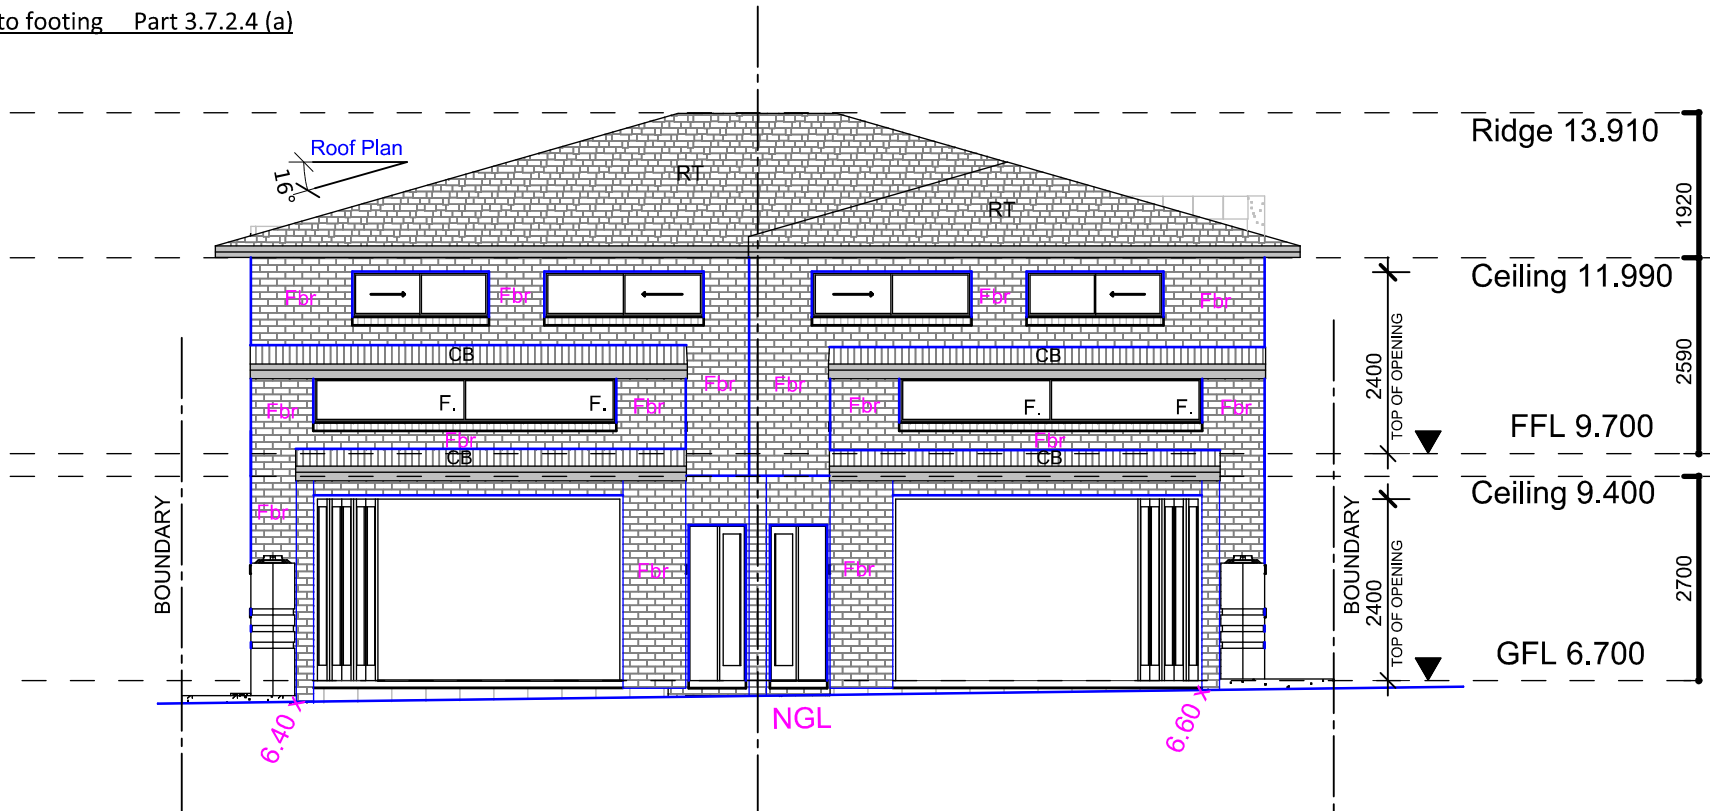 to footing Part 3.7.2.4 (a)
Ridge 13.910
Roof Plan
16°
RT
1920
RT
Ceiling 11.990
Fbr
Fbr
Fbr
Fbr
CB
CB
2400
TOP OF OPENING
2590
Fbr
Fbr
Fbr
F.
F.
Fbr
Fbr
F.
F.
Fbr
FFL 9.700
Fbr
Fbr
CB
CB
Ceiling 9.400
BOUNDARY
Fbr
BOUNDARY
2400
TOP OF OPENING
2700
Fbr
Fbr
GFL 6.700
6.40 x
NGL
6.60 x